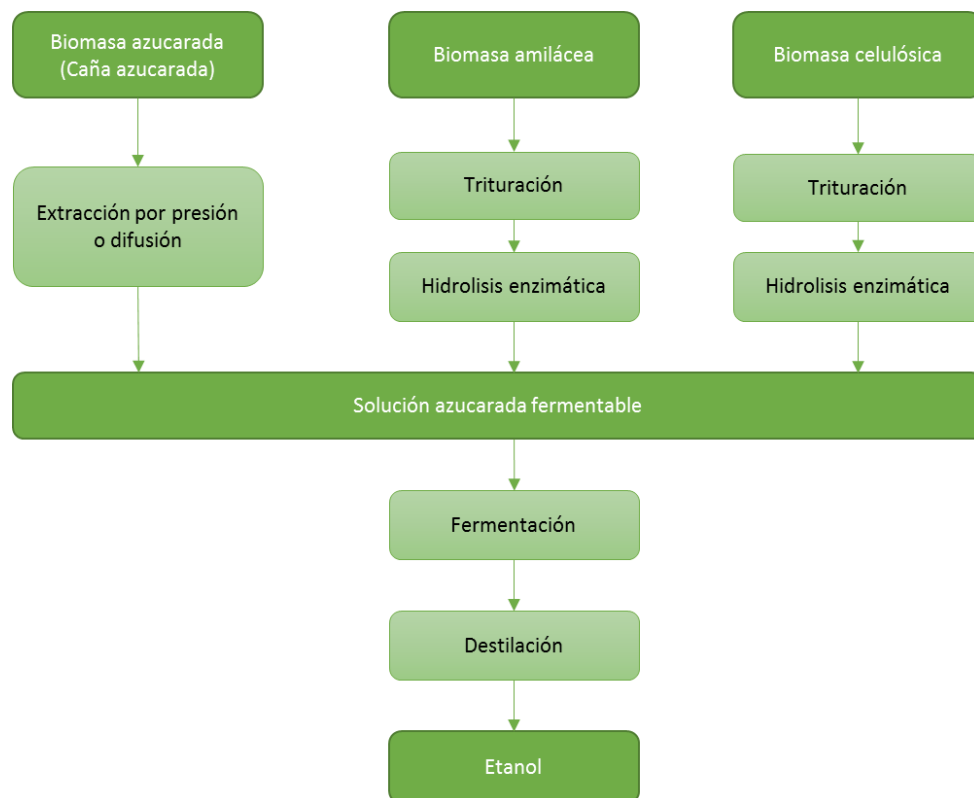 Biomasa azucarada
(Caña azucarada)
Biomasa amilácea
Biomasa celulósica
Extracción por presión
o difusión
Trituración
Trituración
Hidrolisis enzimática
Hidrolisis enzimática
Solución azucarada fermentable
Fermentación
Destilación
Etanol